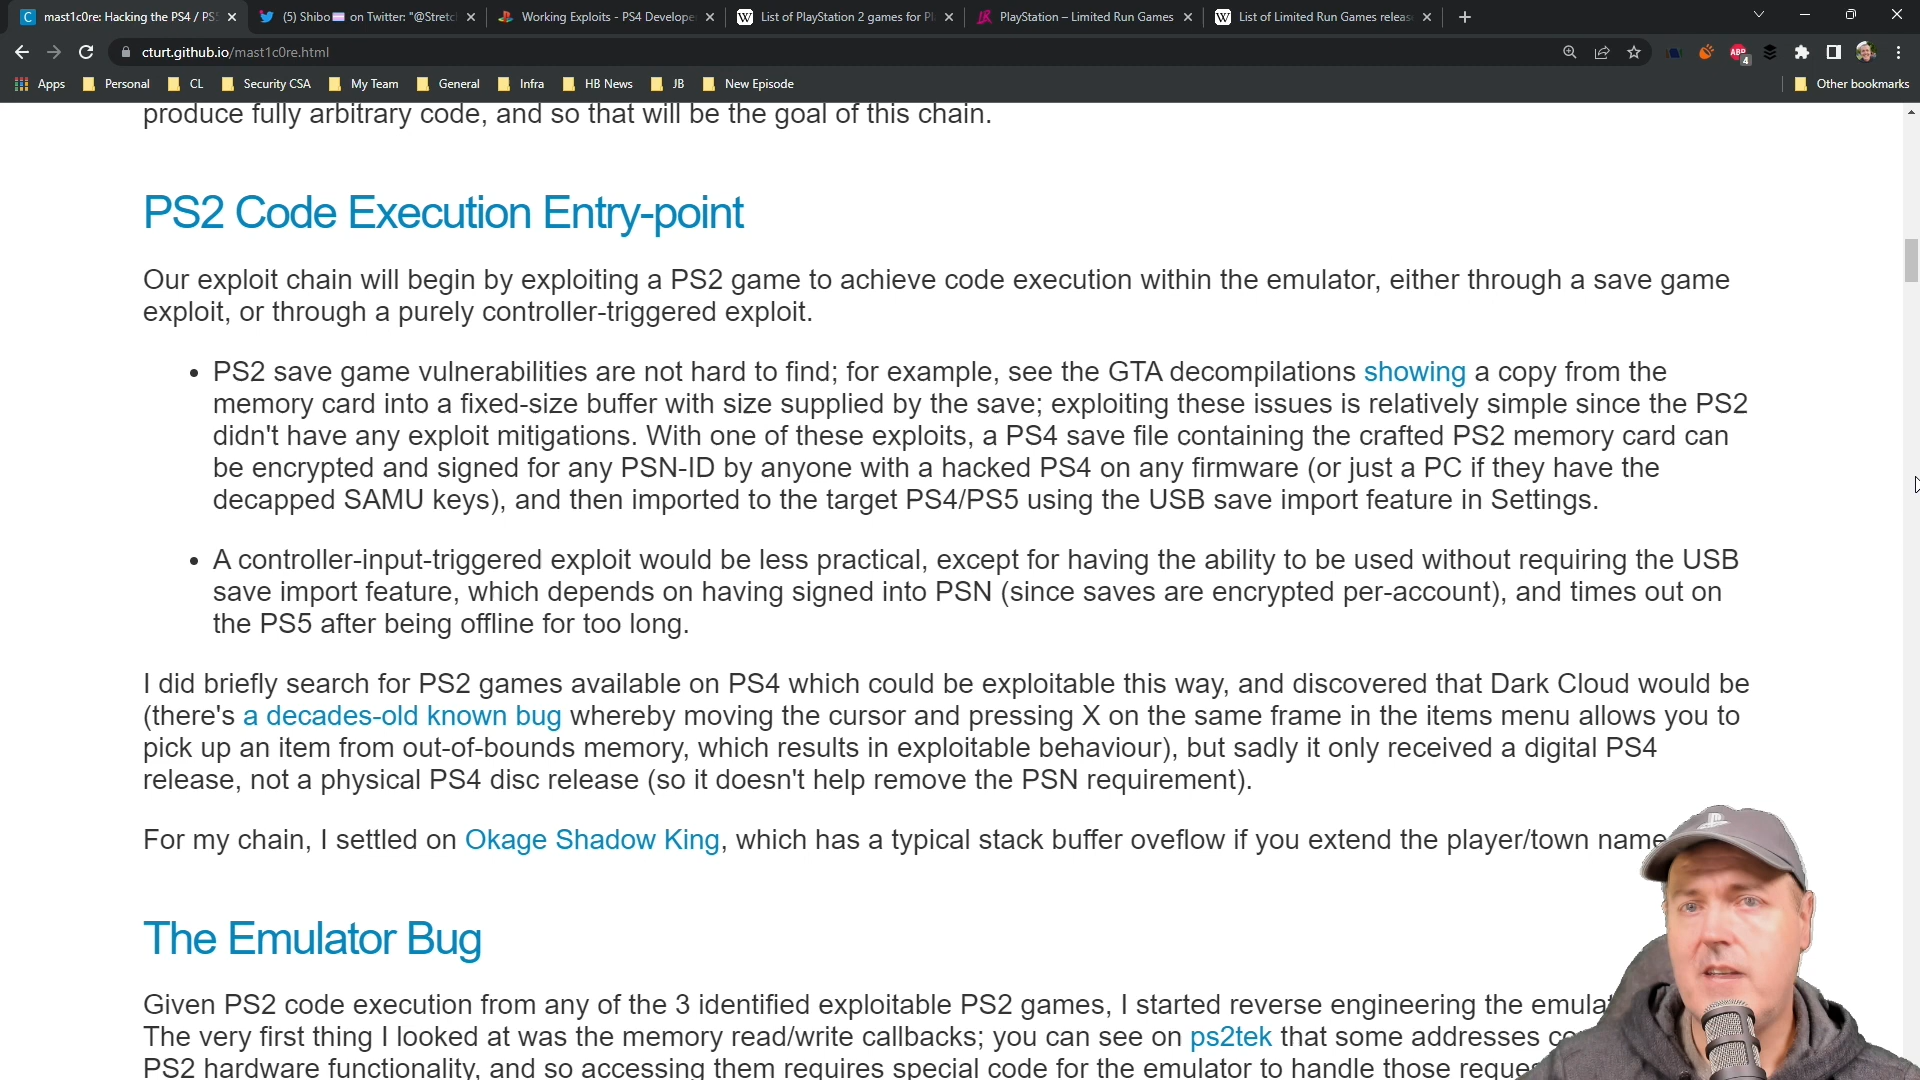 mast1c0re: Hacking the PS4 / PS5
(5) Shibo on Twitter: "@Stretc
Working Exploits - PS4 Develope
List of PlayStation 2 games for Pl
PlayStation – Limited Run Games
List of Limited Run Games releas
cturt.github.io/mast1c0re.html
Apps
Personal
CL
Security CSA
My Team
General
Infra
HB News
JB
New Episode
Other bookmarks
produce fully arbitrary code, and so that will be the goal of this chain.
PS2 Code Execution Entry-point
Our exploit chain will begin by exploiting a PS2 game to achieve code execution within the emulator, either through a save game
exploit, or through a purely controller-triggered exploit.
• PS2 save game vulnerabilities are not hard to find; for example, see the GTA decompilations showing a copy from the
memory card into a fixed-size buffer with size supplied by the save; exploiting these issues is relatively simple since the PS2
didn't have any exploit mitigations. With one of these exploits, a PS4 save file containing the crafted PS2 memory card can
be encrypted and signed for any PSN-ID by anyone with a hacked PS4 on any firmware (or just a PC if they have the
decapped SAMU keys), and then imported to the target PS4/PS5 using the USB save import feature in Settings.
• A controller-input-triggered exploit would be less practical, except for having the ability to be used without requiring the USB
save import feature, which depends on having signed into PSN (since saves are encrypted per-account), and times out on
the PS5 after being offline for too long.
I did briefly search for PS2 games available on PS4 which could be exploitable this way, and discovered that Dark Cloud would be
(there's a decades-old known bug whereby moving the cursor and pressing X on the same frame in the items menu allows you to
pick up an item from out-of-bounds memory, which results in exploitable behaviour), but sadly it only received a digital PS4
release, not a physical PS4 disc release (so it doesn't help remove the PSN requirement).
For my chain, I settled on Okage Shadow King, which has a typical stack buffer oveflow if you extend the player/town name
The Emulator Bug
Given PS2 code execution from any of the 3 identified exploitable PS2 games, I started reverse engineering the emula
The very first thing I looked at was the memory read/write callbacks; you can see on ps2tek that some addresses co
PS2 hardware functionality, and so accessing them requires special code for the emulator to handle those reques